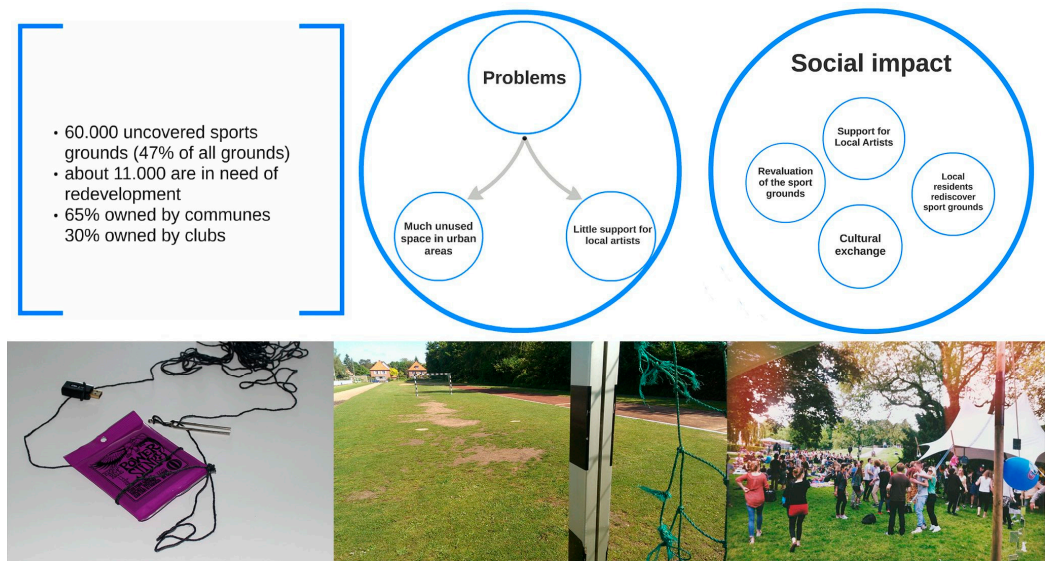 • 60.000 uncovered sports
grounds (47% of all grounds)
• about 11.000 are in need of
redevelopment
• 65% owned by communes
30% owned by clubs
Problems
Much unused
space in urban
areas
Little support for
local artists
Social impact
Support for
Local Artists
Revaluation
of the sport
grounds
Local
residents
rediscover
sport grounds
Cultural
exchange
POWER
SLINKY